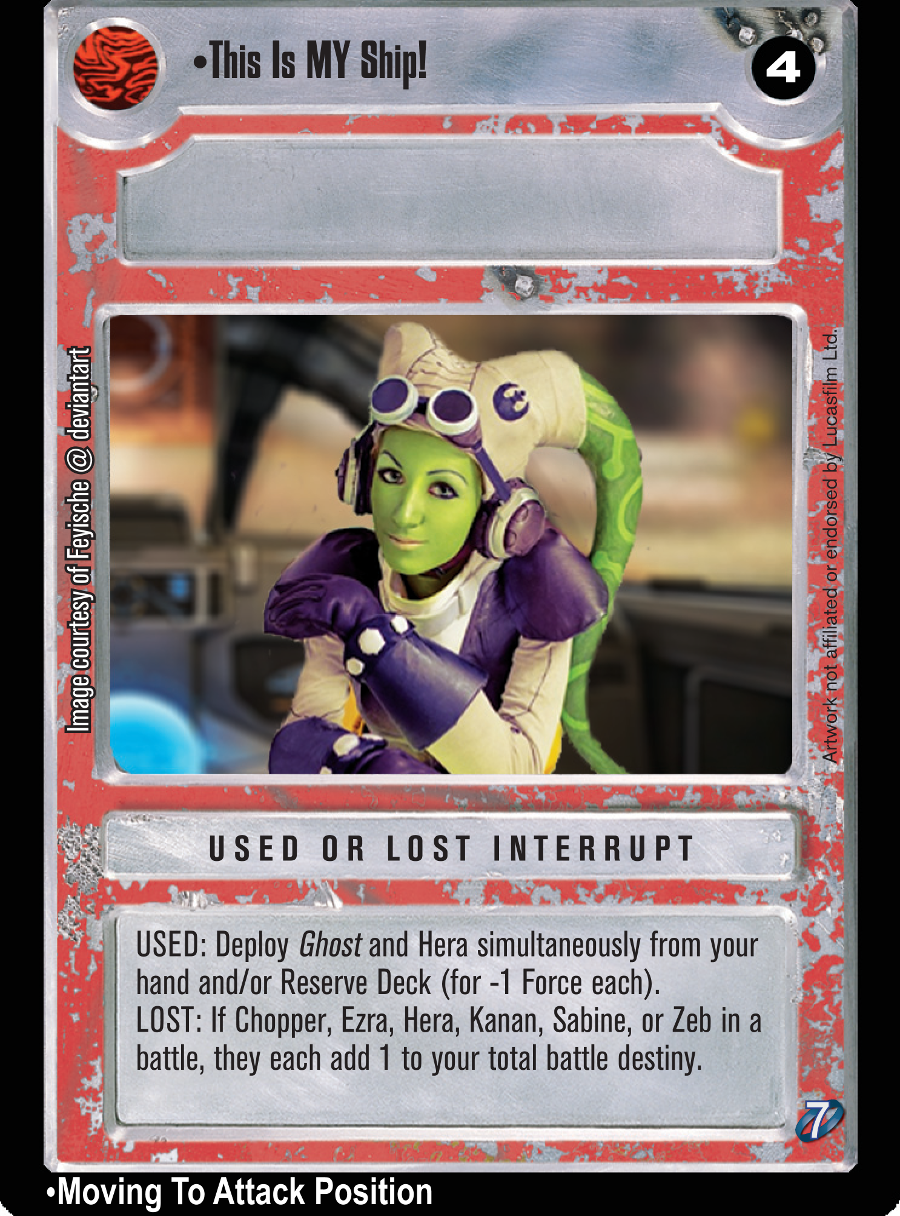 •This Is MY Ship!
4
Image courtesy of Feyische @ deviantart
Artwork not affiliated or endorsed by Lucasfilm Ltd.
USED OR LOST INTERRUPT
USED: Deploy Ghost and Hera simultaneously from your
hand and/or Reserve Deck (for -1 Force each).
LOST: If Chopper, Ezra, Hera, Kanan, Sabine, or Zeb in a
battle, they each add 1 to your total battle destiny.
7
•Moving To Attack Position